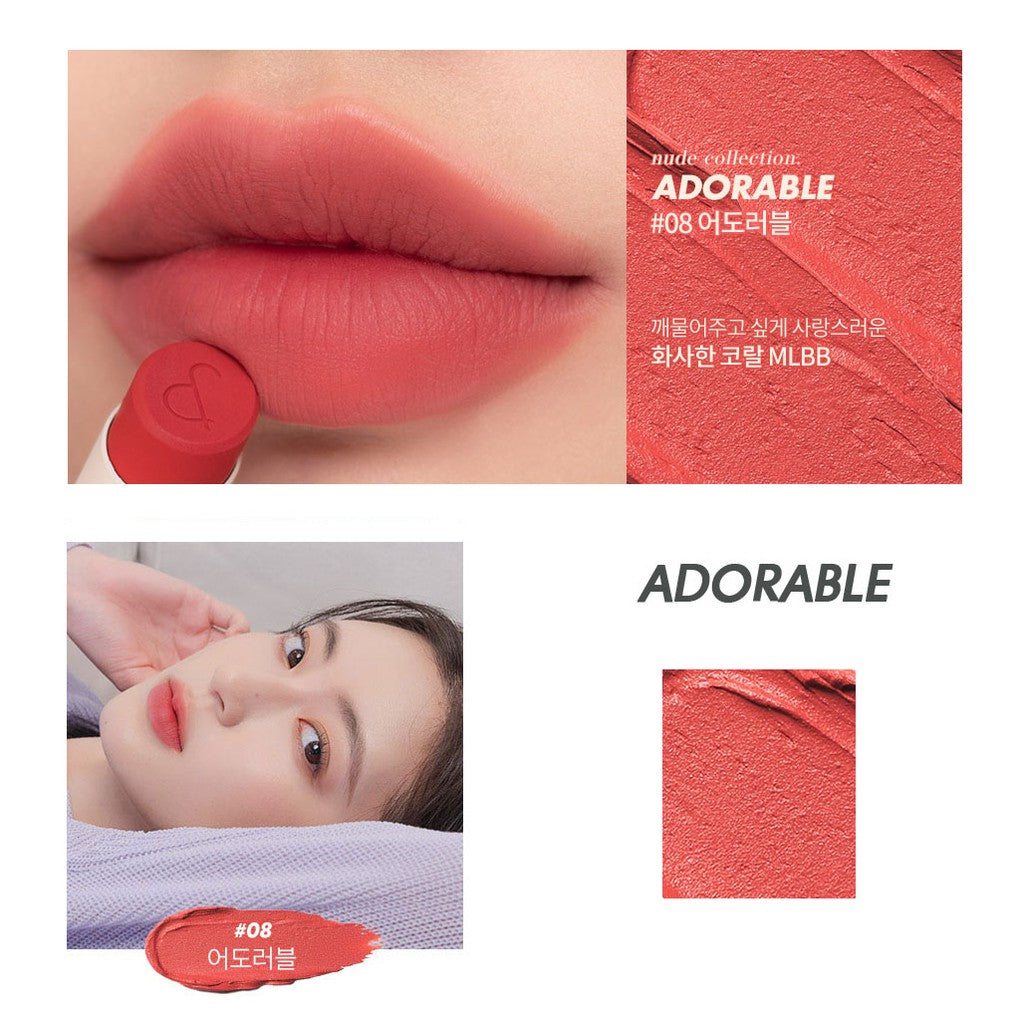 nude collection.
ADORABLE
#08 어도러블
깨물어주고 싶게 사랑스러운
화사한 코랄 MLBB
ADORABLE
#08
어도러블